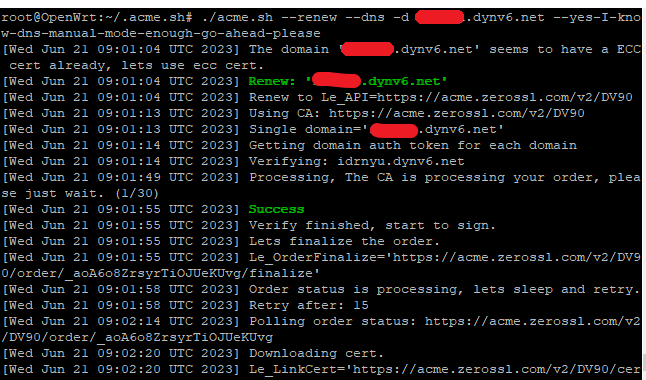 root@OpenWrt:~/.acme.sh# ./acme.sh --renew --dns -d .dynv6.net --yes-I-kno
w-dns-manual-mode-enough-go-ahead-please
[Wed Jun 21 09:01:04 UTC 2023] The domain '.dynv6.net' seems to have a ECC
 cert already, lets use ecc cert.
[Wed Jun 21 09:01:04 UTC 2023] Renew: '.dynv6.net'
[Wed Jun 21 09:01:04 UTC 2023] Renew to Le_API=https://acme.zerossl.com/v2/DV90
[Wed Jun 21 09:01:13 UTC 2023] Using CA: https://acme.zerossl.com/v2/DV90
[Wed Jun 21 09:01:13 UTC 2023] Single domain='.dynv6.net'
[Wed Jun 21 09:01:14 UTC 2023] Getting domain auth token for each domain
[Wed Jun 21 09:01:14 UTC 2023] Verifying: idrnyu.dynv6.net
[Wed Jun 21 09:01:49 UTC 2023] Processing, The CA is processing your order, plea
se just wait. (1/30)
[Wed Jun 21 09:01:55 UTC 2023] Success
[Wed Jun 21 09:01:55 UTC 2023] Verify finished, start to sign.
[Wed Jun 21 09:01:55 UTC 2023] Lets finalize the order.
[Wed Jun 21 09:01:55 UTC 2023] Le_OrderFinalize='https://acme.zerossl.com/v2/DV9
0/order/_aoA6o8ZrsyrTiOJUeKUvg/finalize'
[Wed Jun 21 09:01:58 UTC 2023] Order status is processing, lets sleep and retry.
[Wed Jun 21 09:01:58 UTC 2023] Retry after: 15
[Wed Jun 21 09:02:14 UTC 2023] Polling order status: https://acme.zerossl.com/v2
/DV90/order/_aoA6o8ZrsyrTiOJUeKUvg
[Wed Jun 21 09:02:20 UTC 2023] Downloading cert.
[Wed Jun 21 09:02:20 UTC 2023] Le_LinkCert='https://acme.zerossl.com/v2/DV90/cer